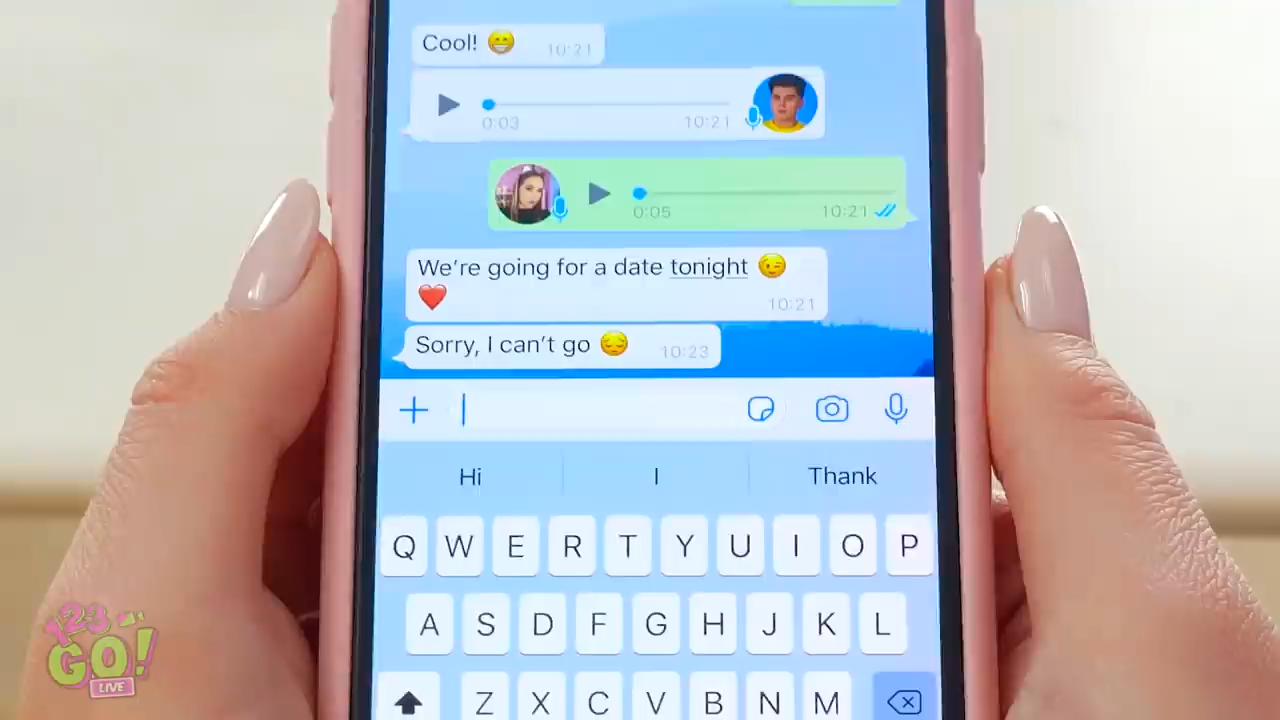 Cool! 😁 10:21
0:03 10:21
0:05 10:21
We're going for a date tonight 😉
❤️ 10:21
Sorry, I can't go 😔 10:23
Hi I Thank
Q W E R T Y U I O P
A S D F G H J K L
Z X C V B N M
123
GO!
LIVE